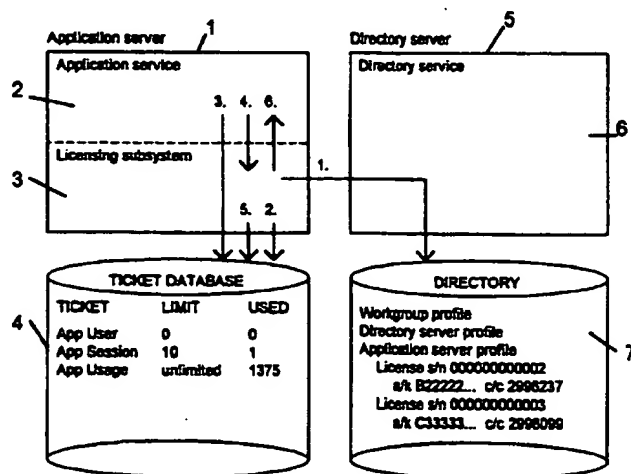 1
5
Application server
Directory server
Application service
Directory service
2
3. 4. 6.
6
Licensing subsystem
3
1.
5. 2.
TICKET DATABASE
DIRECTORY
TICKET LIMIT USED
4
App User 0 0
App Session 10 1
App Usage unlimited 1375
Workgroup profile
Directory server profile
Application server profile
7
License s/n 000000000002
a/k B22222... c/c 2996237
License s/n 000000000003
a/k C33333... c/c 2996099